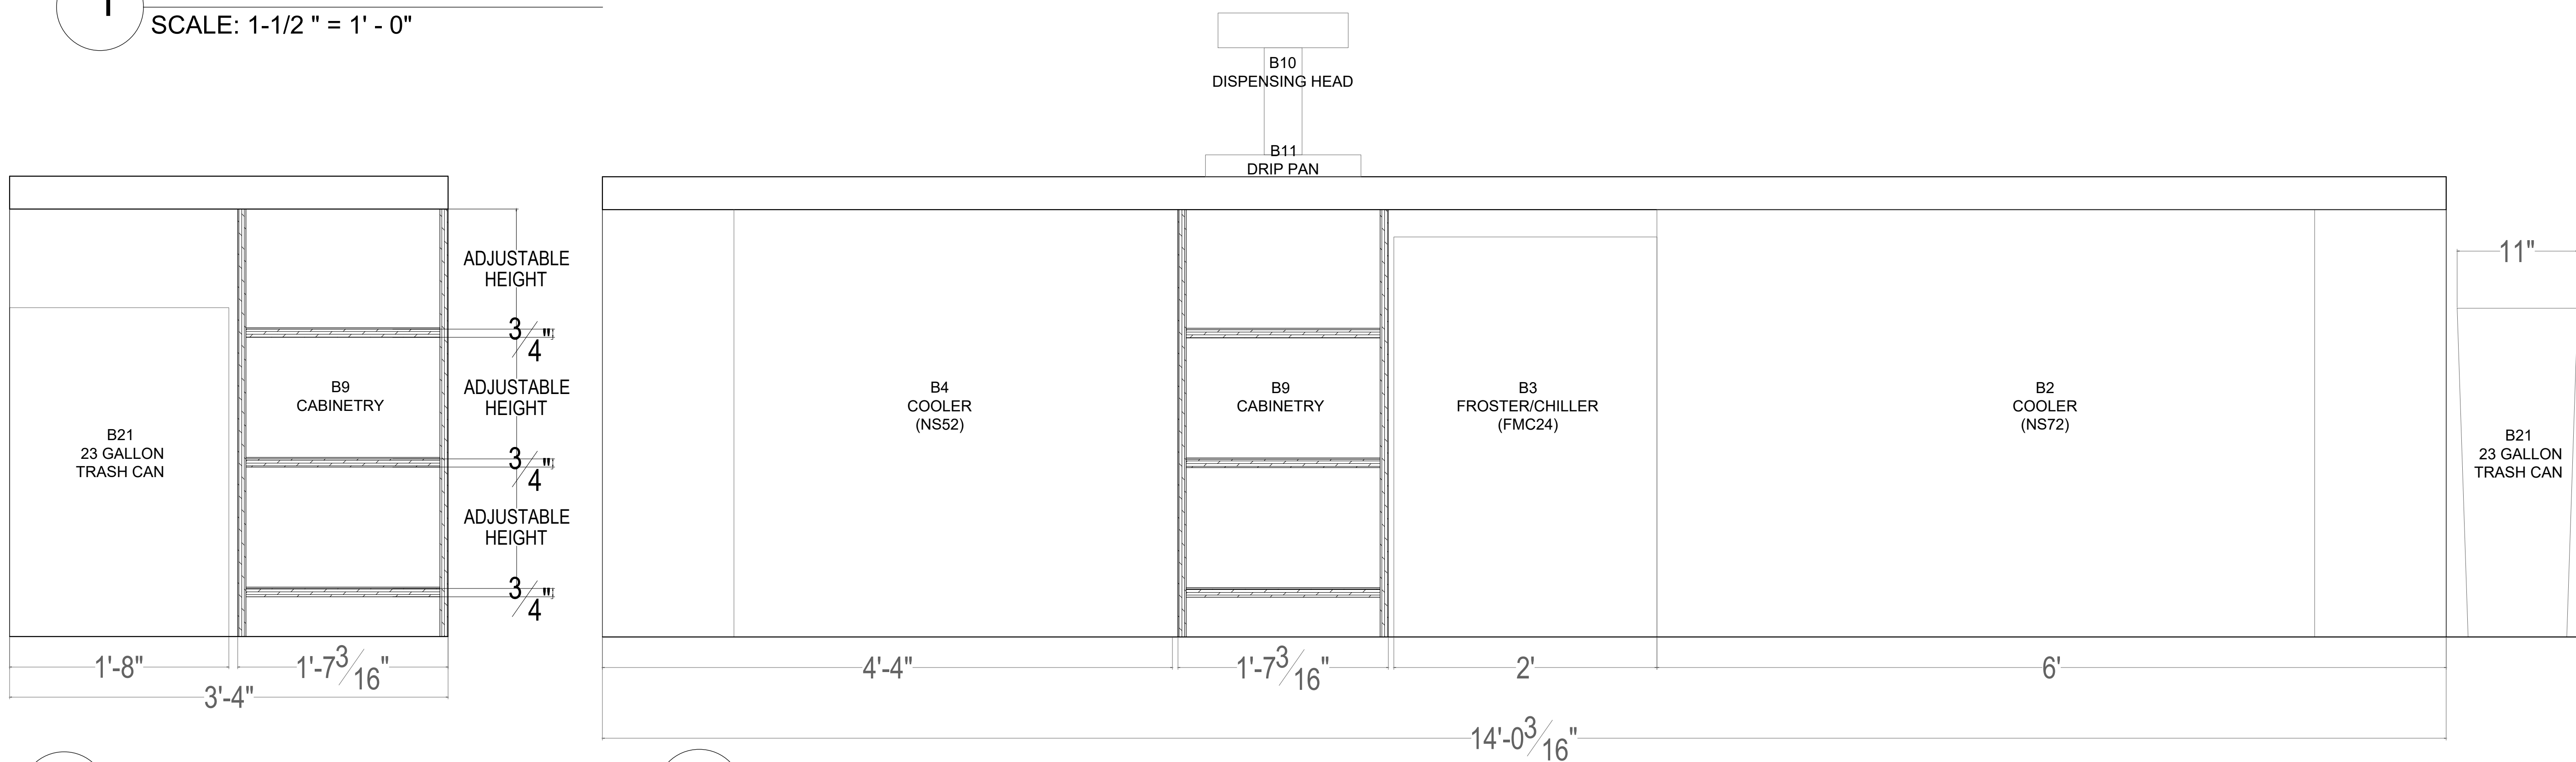 1
SCALE: 1-1/2 " = 1' - 0"
B10
DISPENSING HEAD
B11
DRIP PAN
ADJUSTABLE
HEIGHT
3/4"
ADJUSTABLE
HEIGHT
3/4"
ADJUSTABLE
HEIGHT
3/4"
B21
23 GALLON
TRASH CAN
B9
CABINETRY
1'-8"
1'-7 3/16"
3'-4"
B4
COOLER
(NS52)
B9
CABINETRY
B3
FROSTER/CHILLER
(FMC24)
B2
COOLER
(NS72)
11"
B21
23 GALLON
TRASH CAN
4'-4"
1'-7 3/16"
2'
6'
14'-0 3/16"